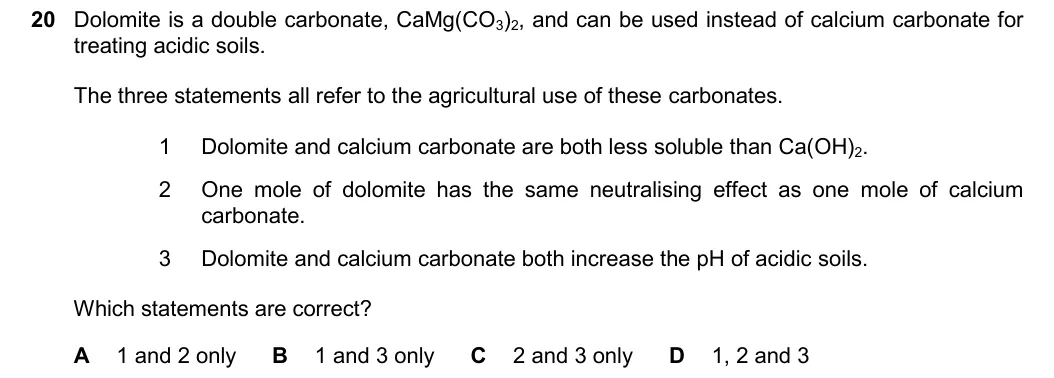 20 Dolomite is a double carbonate, CaMg(CO₃)₂, and can be used instead of calcium carbonate for
treating acidic soils.
The three statements all refer to the agricultural use of these carbonates.
1 Dolomite and calcium carbonate are both less soluble than Ca(OH)₂.
2 One mole of dolomite has the same neutralising effect as one mole of calcium
carbonate.
3 Dolomite and calcium carbonate both increase the pH of acidic soils.
Which statements are correct?
A 1 and 2 only B 1 and 3 only C 2 and 3 only D 1, 2 and 3